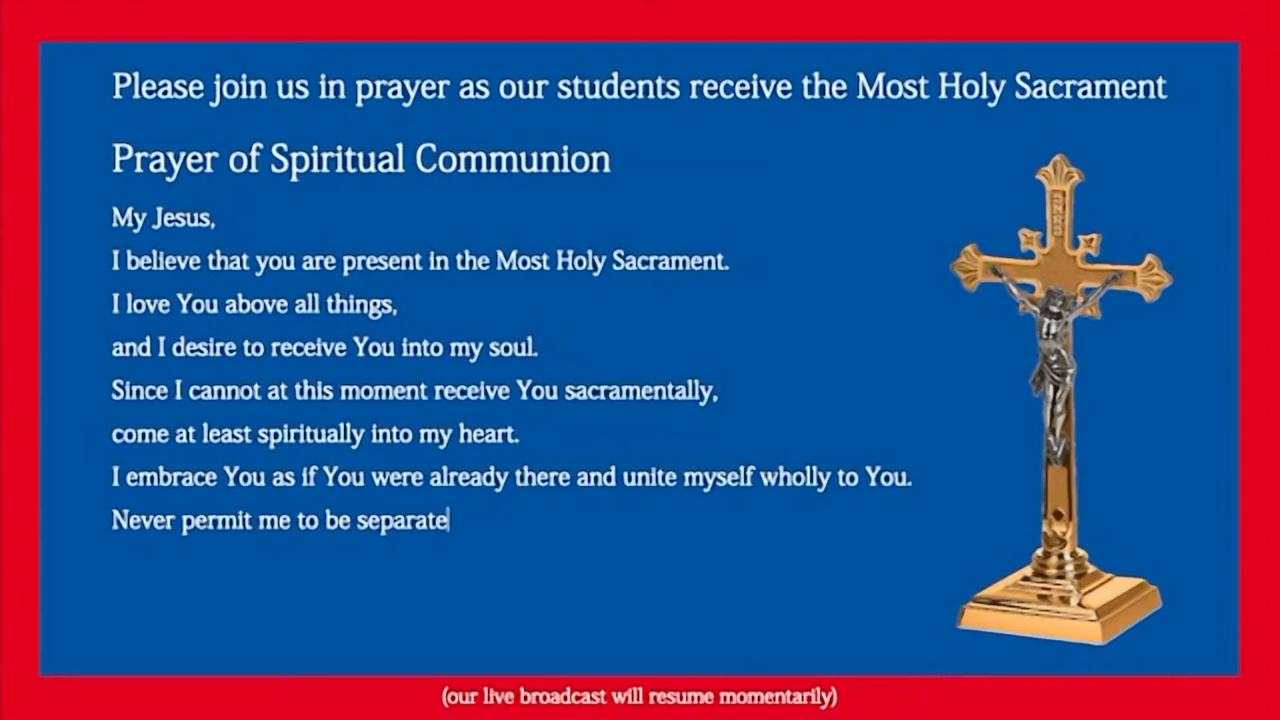 Please join us in prayer as our students receive the Most Holy Sacrament
Prayer of Spiritual Communion
My Jesus,
I believe that you are present in the Most Holy Sacrament.
I love You above all things,
and I desire to receive You into my soul.
Since I cannot at this moment receive You sacramentally,
come at least spiritually into my heart.
I embrace You as if You were already there and unite myself wholly to You.
Never permit me to be separate
(our live broadcast will resume momentarily)